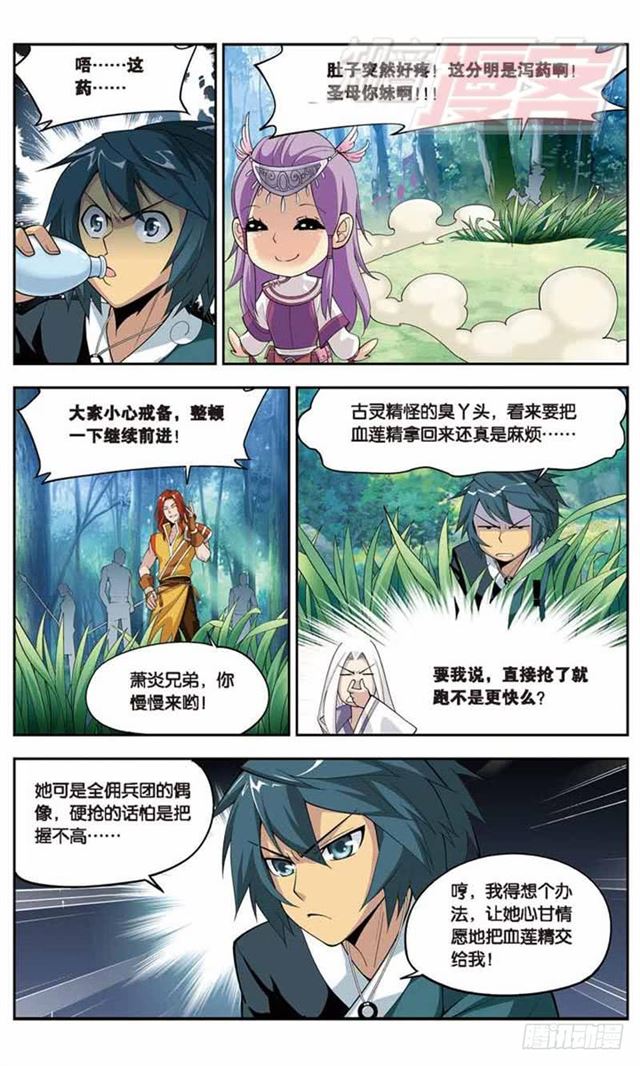 唔……这
药……
肚子突然好疼！这分明是泻药啊！
圣母你妹啊！！！
大家小心戒备，整顿
一下继续前进！
古灵精怪的臭丫头，看来要把
血莲精拿回来还真是麻烦……
萧炎兄弟，你
慢慢来哟！
要我说，直接抢了就
跑不是更快么？
她可是全佣兵团的偶
像，硬抢的话怕是把
握不高……
哼，我得想个办
法，让她心甘情
愿地把血莲精交
给我！
腾讯动漫